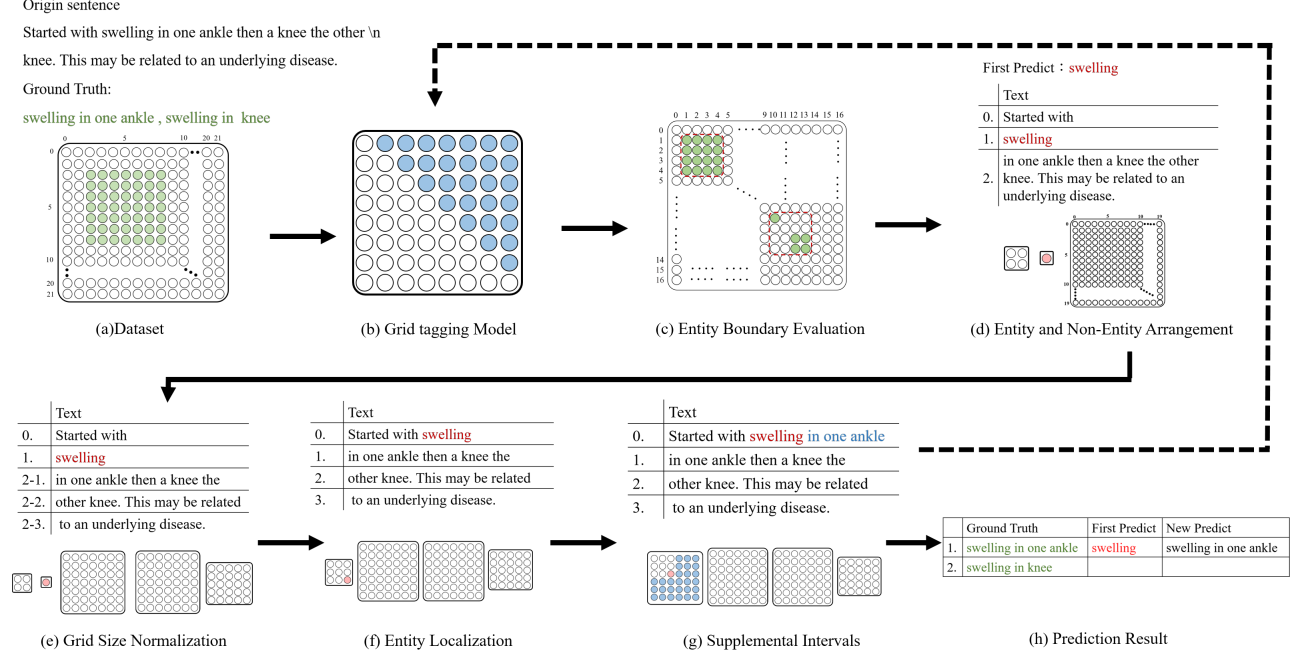 Origin sentence
Started with swelling in one ankle then a knee the other \n
knee. This may be related to an underlying disease.
Ground Truth:
swelling in one ankle , swelling in knee
0 5 10 20 21
0
5
10
20
21
(a)Dataset
(b) Grid tagging Model
0 1 2 3 4 5 9 10 11 12 13 14 15 16
0
1
2
3
4
5
14
15
16
(c) Entity Boundary Evaluation
First Predict : swelling
Text
0. Started with
1. swelling
in one ankle then a knee the other
2. knee. This may be related to an
underlying disease.
0 5 10 19
0
5
10
19
(d) Entity and Non-Entity Arrangement
Text
0. Started with
1. swelling
2-1. in one ankle then a knee the
2-2. other knee. This may be related
2-3. to an underlying disease.
(e) Grid Size Normalization
Text
0. Started with swelling
1. in one ankle then a knee the
2. other knee. This may be related
3. to an underlying disease.
(f) Entity Localization
Text
0. Started with swelling in one ankle
1. in one ankle then a knee the
2. other knee. This may be related
3. to an underlying disease.
(g) Supplemental Intervals
Ground Truth First Predict New Predict
1. swelling in one ankle swelling swelling in one ankle
2. swelling in knee
(h) Prediction Result